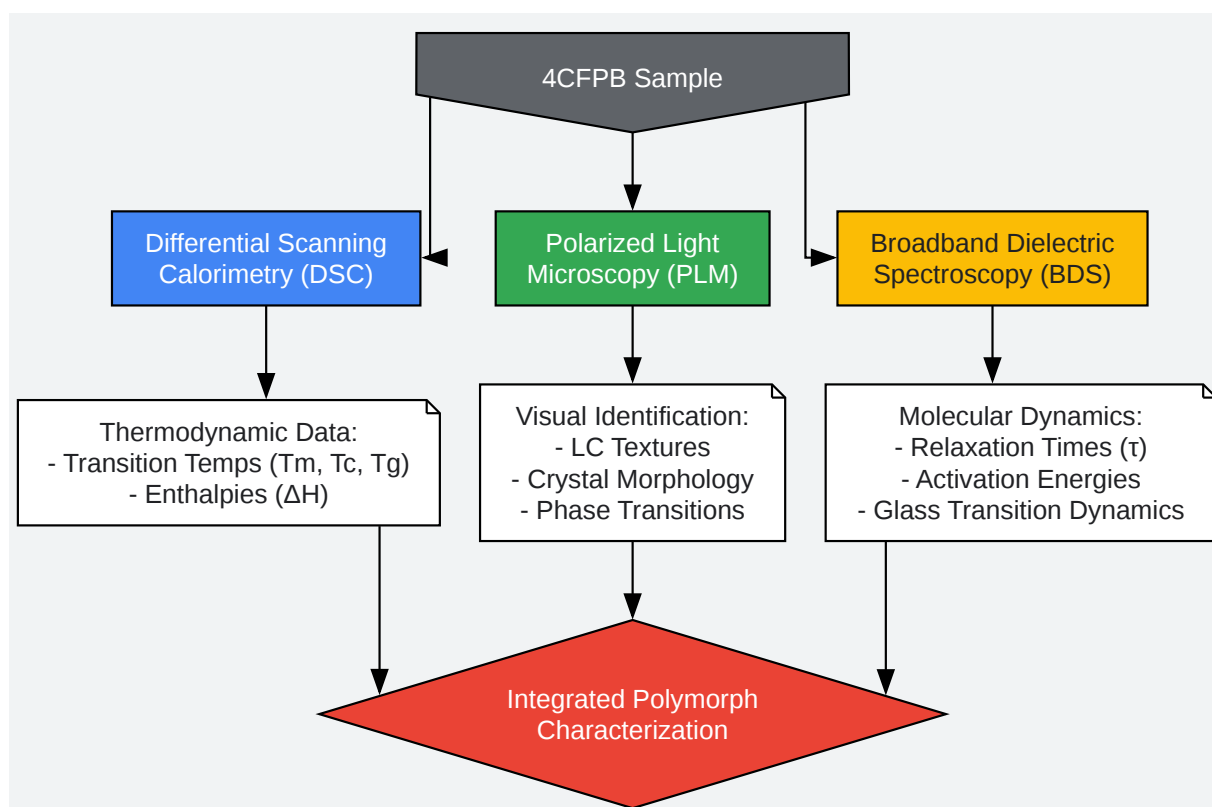 4CFPB Sample
Differential Scanning
Calorimetry (DSC)
Polarized Light
Microscopy (PLM)
Broadband Dielectric
Spectroscopy (BDS)
Thermodynamic Data:
- Transition Temps (Tm, Tc, Tg)
- Enthalpies (ΔH)
Visual Identification:
- LC Textures
- Crystal Morphology
- Phase Transitions
Molecular Dynamics:
- Relaxation Times (τ)
- Activation Energies
- Glass Transition Dynamics
Integrated Polymorph
Characterization